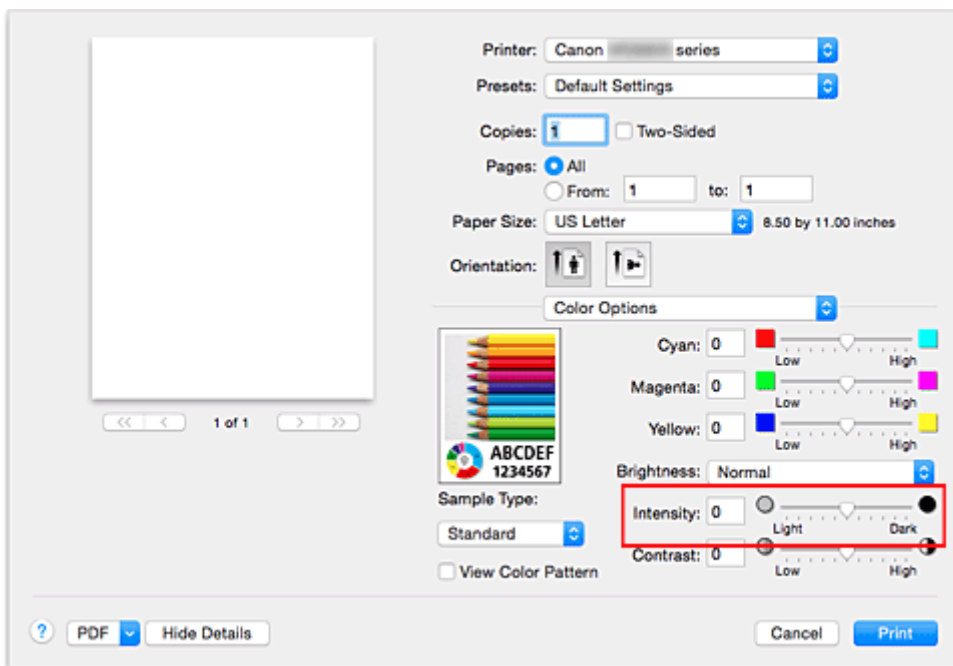 Printer: Canon series
Presets: Default Settings
Copies: 1 Two-Sided
Pages: All
From: 1 to: 1
Paper Size: US Letter 8.50 by 11.00 inches
Orientation:
Color Options
Cyan: 0
Low High
Magenta: 0
Low High
Yellow: 0
Low High
ABCDEF
1234567
Brightness: Normal
Sample Type:
Intensity: 0
Light Dark
Standard
Contrast: 0
Low High
View Color Pattern
<< < 1 of 1 > >>
? PDF Hide Details Cancel Print